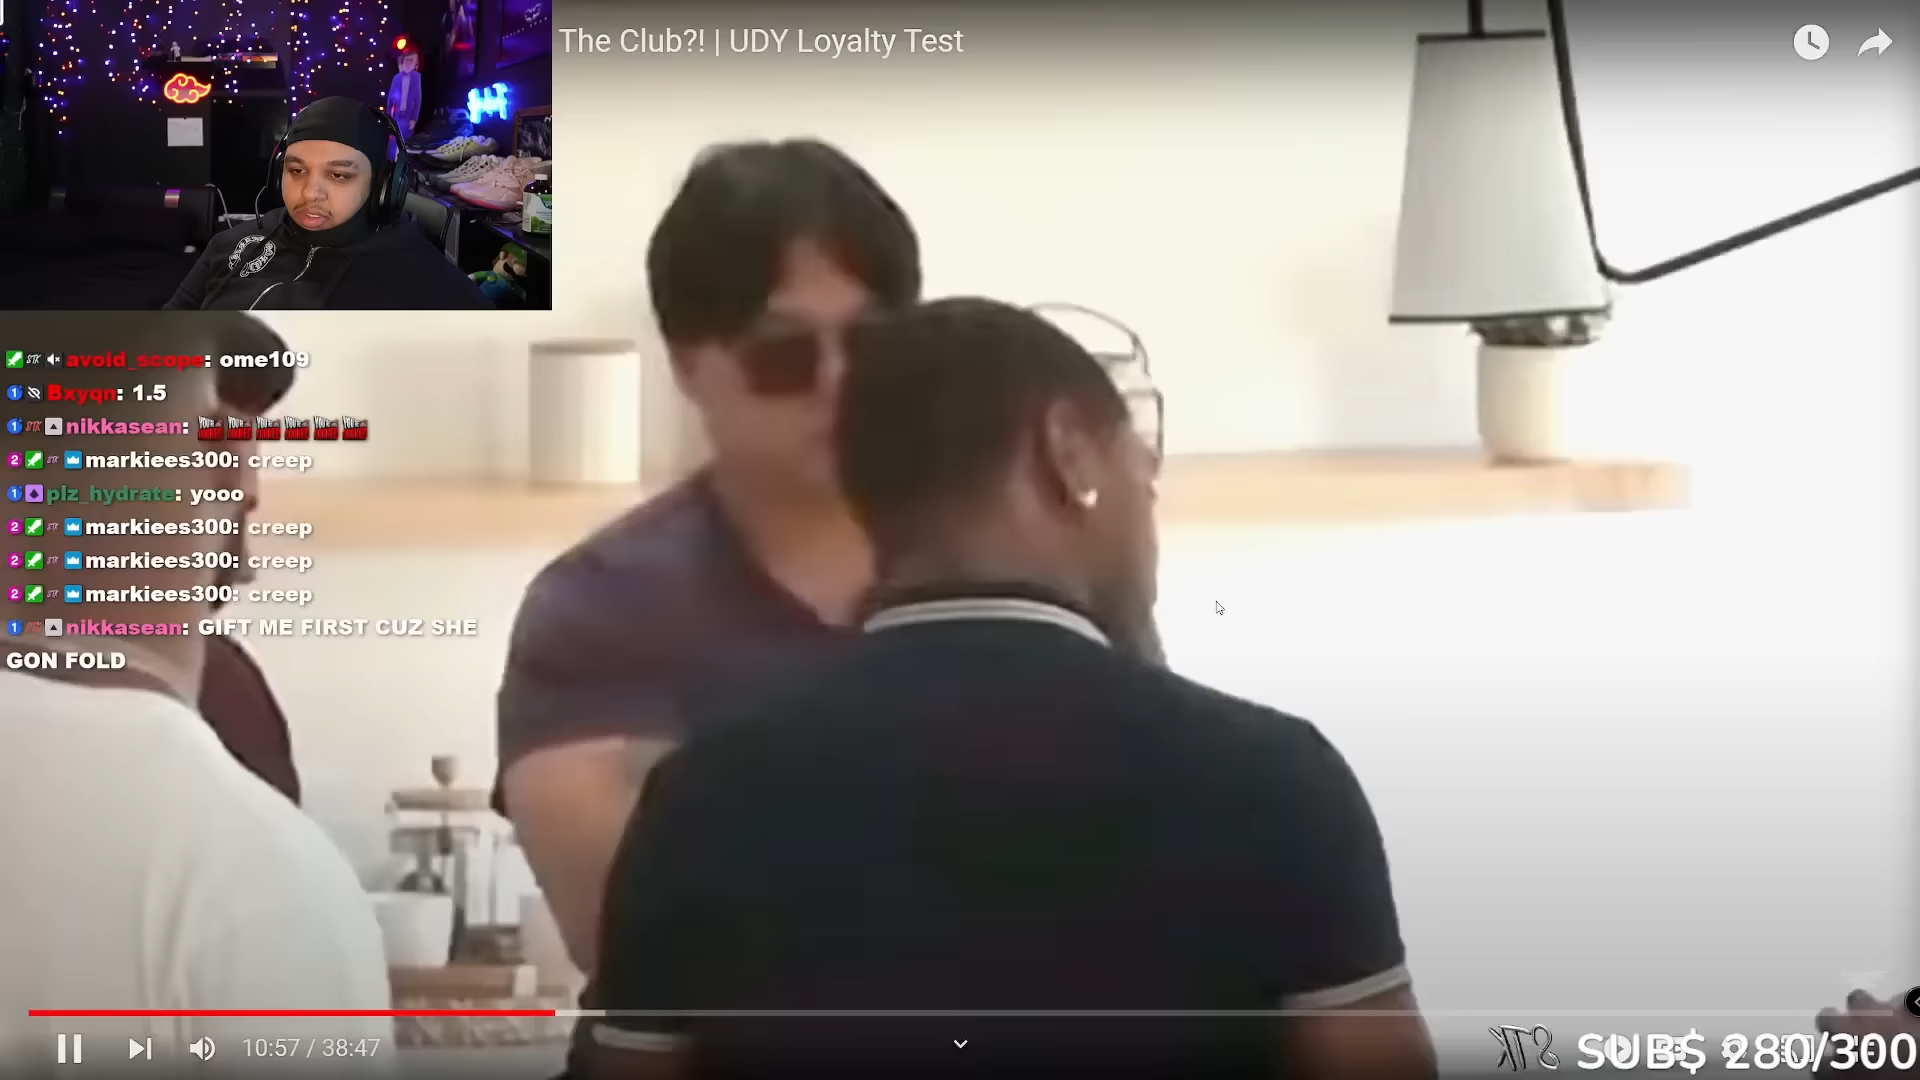 The Club?! | UDY Loyalty Test
avoid_scope: ome109
Bxyqn: 1.5
nikkasean:
markiees300: creep
plz_hydrate: yooo
markiees300: creep
markiees300: creep
markiees300: creep
nikkasean: GIFT ME FIRST CUZ SHE
GON FOLD
10:57 / 38:47
SUB$ 280/300